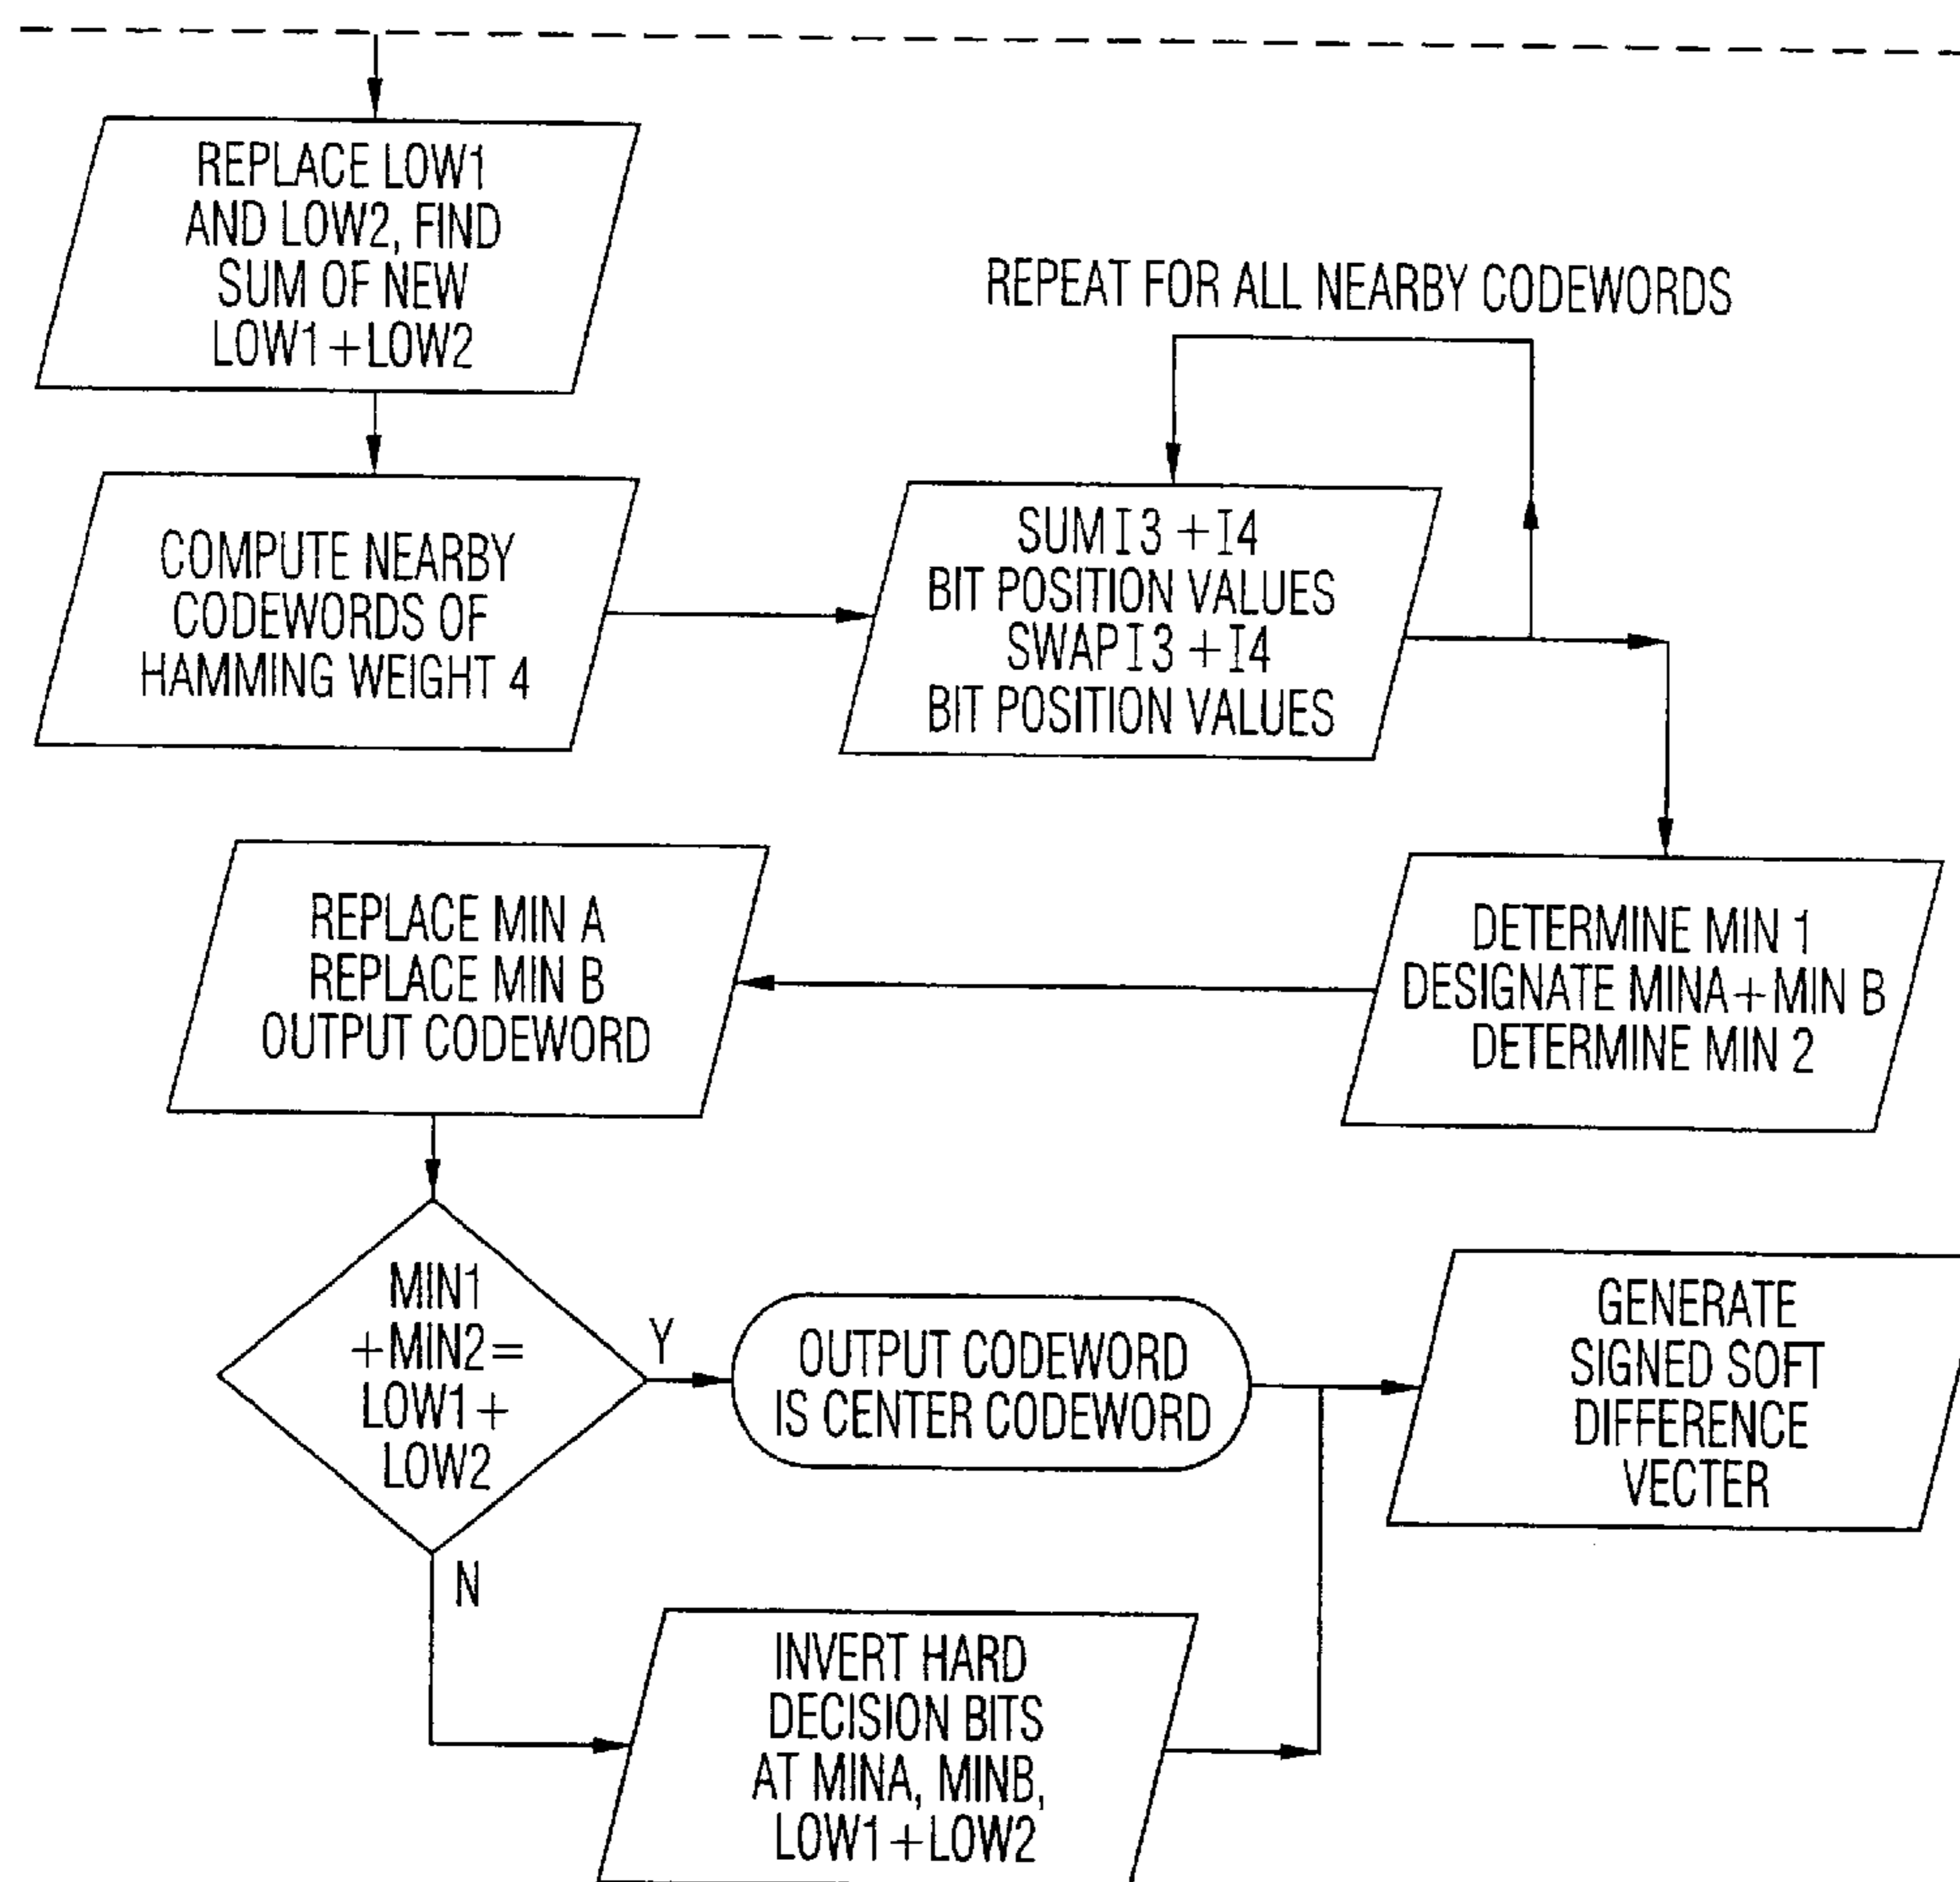 REPLACE LOW1
AND LOW2, FIND
SUM OF NEW
LOW1+LOW2
REPEAT FOR ALL NEARBY CODEWORDS
COMPUTE NEARBY
CODEWORDS OF
HAMMING WEIGHT 4
SUM I3 +I4
BIT POSITION VALUES
SWAP I3 +I4
BIT POSITION VALUES
REPLACE MIN A
REPLACE MIN B
OUTPUT CODEWORD
DETERMINE MIN 1
DESIGNATE MINA+MIN B
DETERMINE MIN 2
MIN1
+MIN2=
LOW1+
LOW2
Y
N
OUTPUT CODEWORD
IS CENTER CODEWORD
GENERATE
SIGNED SOFT
DIFFERENCE
VECTER
INVERT HARD
DECISION BITS
AT MINA, MINB,
LOW1+LOW2